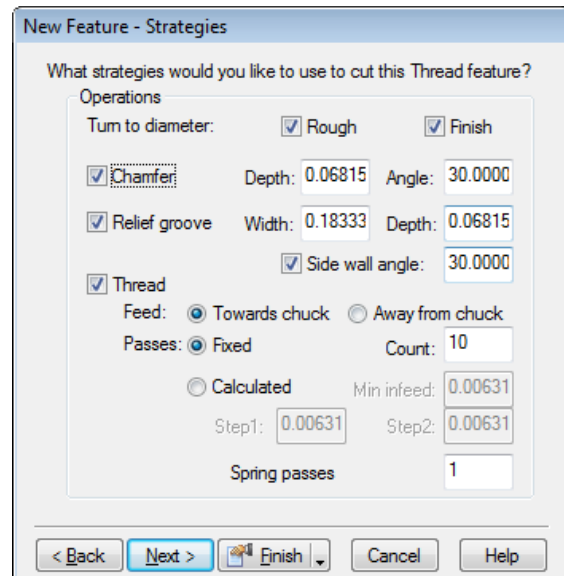 New Feature - Strategies
What strategies would you like to use to cut this Thread feature?
Operations
Turn to diameter: Rough Finish
Chamfer Depth: 0.06815 Angle: 30.0000
Relief groove Width: 0.18333 Depth: 0.06815
Side wall angle: 30.0000
Thread
Feed: Towards chuck Away from chuck
Passes: Fixed Count: 10
Calculated Min infeed: 0.00631
Step1: 0.00631 Step2: 0.00631
Spring passes 1
< Back Next > Finish Cancel Help